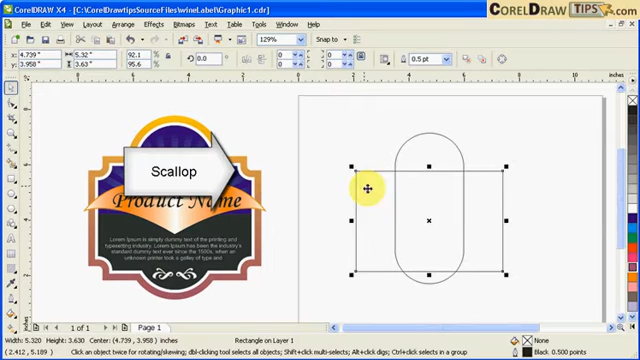 CorelDRAW X4 - [C:\CorelDrawtipsSourceFiles\wineLabel\Graphic1.cdr]
CORELDRAW TIPS.com
File Edit View Layout Arrange Effects Bitmaps Text Table Tools Window Help
129% Snap to
x: 4.739 " 5.32 " 92.1 0.0 0 0 0.5 pt
y: 3.958 " 3.63 " 95.6 0 0
Scallop
Product Name
Lorem Ipsum is simply dummy text of the printing and
typesetting industry. Lorem Ipsum has been the industry's
standard dummy text ever since the 1500s, when an
unknown printer took a galley of type and
1 of 1 Page 1
Width: 5.320 Height: 3.630 Center: (4.739, 3.958) Rectangle on Layer 1 None
(2.412, 5.189) Click an object twice for rotating/skewing; dbl-clicking tool selects all objects; Shift+click multi-selects; Alt+click digs; Ctrl+click selects in a group Black 0.500 points